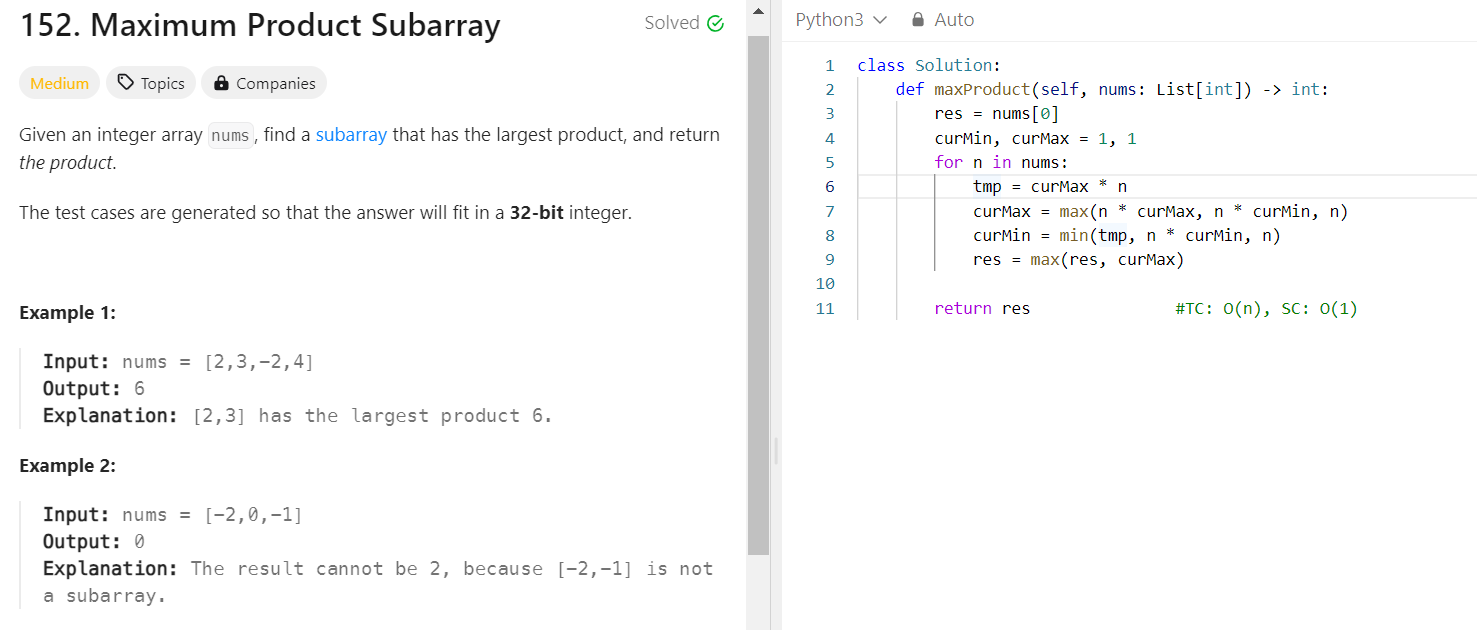 152. Maximum Product Subarray
Solved
Medium
Topics
Companies
Given an integer array nums, find a subarray that has the largest product, and return
the product.
The test cases are generated so that the answer will fit in a 32-bit integer.
Example 1:
Input: nums = [2,3,-2,4]
Output: 6
Explanation: [2,3] has the largest product 6.
Example 2:
Input: nums = [-2,0,-1]
Output: 0
Explanation: The result cannot be 2, because [-2,-1] is not
a subarray.
Python3
Auto
1 class Solution:
2     def maxProduct(self, nums: List[int]) -> int:
3         res = nums[0]
4         curMin, curMax = 1, 1
5         for n in nums:
6             tmp = curMax * n
7             curMax = max(n * curMax, n * curMin, n)
8             curMin = min(tmp, n * curMin, n)
9             res = max(res, curMax)
10
11         return res               #TC: O(n), SC: O(1)